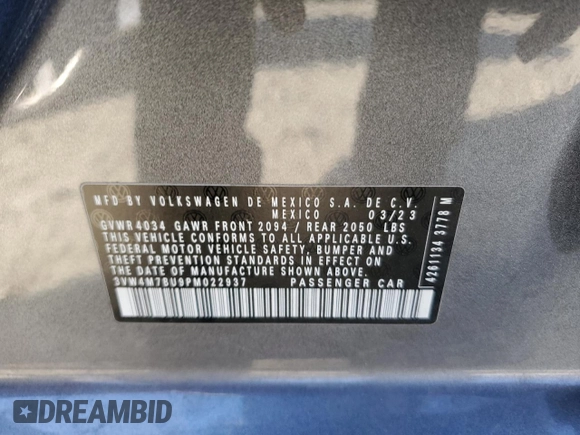 MFD BY VOLKSWAGEN DE MEXICO S.A. DE C.V.
MEXICO 03/23
GVWR 4034 GAWR FRONT 2094 / REAR 2050 LBS
THIS VEHICLE CONFORMS TO ALL APPLICABLE U.S.
FEDERAL MOTOR VEHICLE SAFETY, BUMPER AND
THEFT PREVENTION STANDARDS IN EFFECT ON
THE DATE OF MANUFACTURE SHOWN ABOVE.
3VWAM7BU9PM022937 PASSENGER CAR
4261134 3778 M
DREAMBID